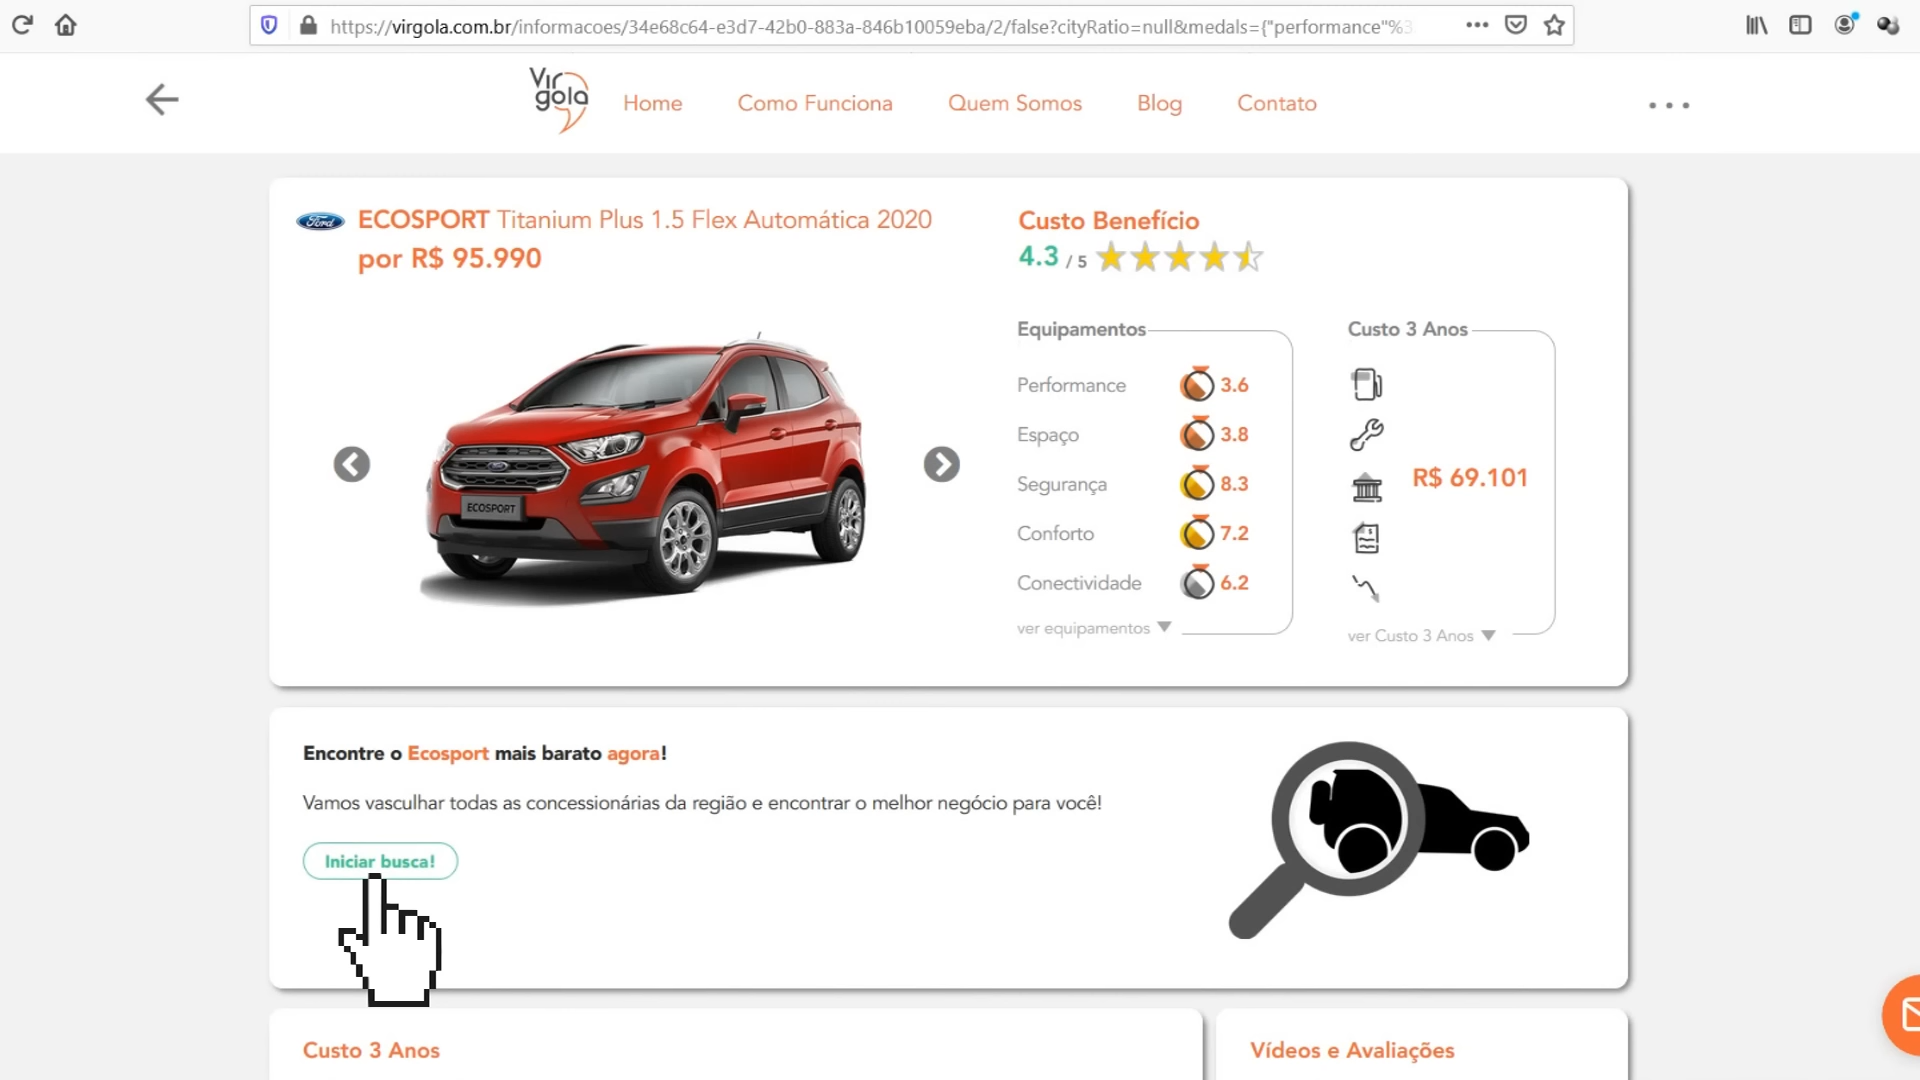 https://virgola.com.br/informacoes/34e68c64-e3d7-42b0-883a-846b10059eba/2/false?cityRatio=null&medals={"performance"%3
Vir
gola
Home
Como Funciona
Quem Somos
Blog
Contato
Ford
ECOSPORT Titanium Plus 1.5 Flex Automática 2020
por R$ 95.990
ECOSPORT
Custo Benefício
4.3 / 5
Equipamentos
Performance 3.6
Espaço 3.8
Segurança 8.3
Conforto 7.2
Conectividade 6.2
ver equipamentos
Custo 3 Anos
R$ 69.101
ver Custo 3 Anos
Encontre o Ecosport mais barato agora!
Vamos vasculhar todas as concessionárias da região e encontrar o melhor negócio para você!
Iniciar busca!
Custo 3 Anos
Vídeos e Avaliações